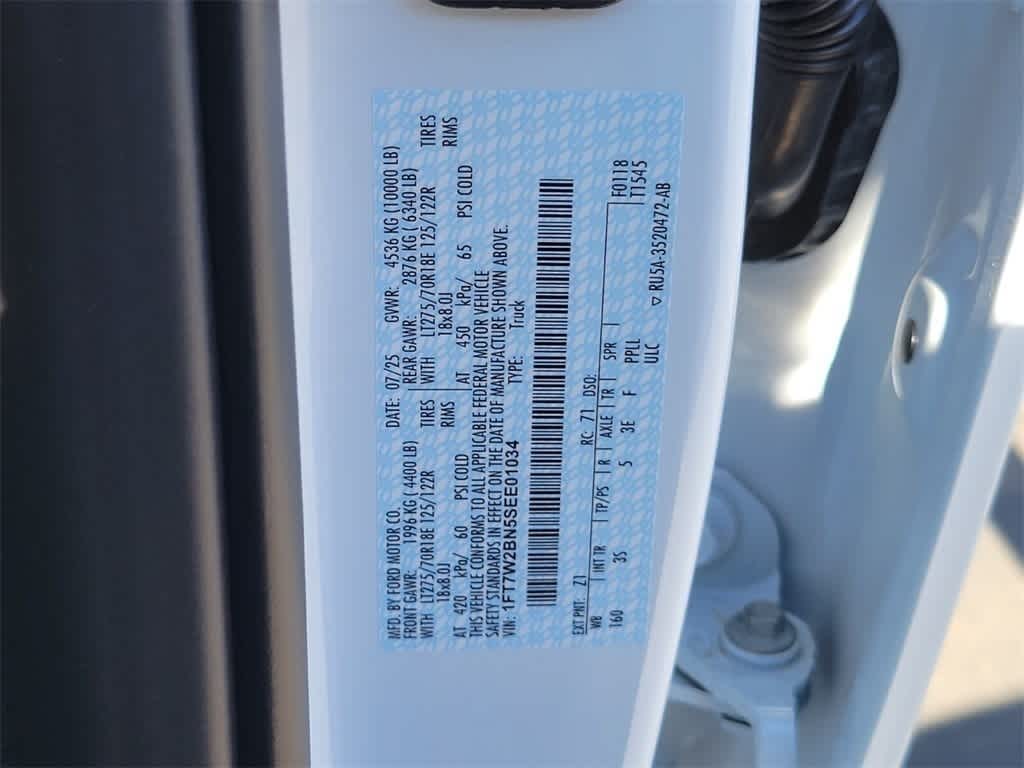 MFD. BY FORD MOTOR CO. DATE: 07/25 GVWR: 4536 KG (10000 LB)
FRONT GAWR: 1996 KG (4400 LB) REAR GAWR: 2876 KG (6340 LB)
WITH LT275/70R18E 125/122R TIRES WITH LT275/70R18E 125/122R TIRES
18x8.0J RIMS 18x8.0J RIMS
AT 420 kPa/ 60 PSI COLD AT 450 kPa/ 65 PSI COLD
THIS VEHICLE CONFORMS TO ALL APPLICABLE FEDERAL MOTOR VEHICLE
SAFETY STANDARDS IN EFFECT ON THE DATE OF MANUFACTURE SHOWN ABOVE.
VIN: 1FT7W2BN5SEE01034 TYPE: Truck
EXT PNT: Z1 RC: 71 DSO: F0118
WB INT TR TP/PS R AXLE TR SPR T1545
160 3S 5 3E F PPLL
ULC ▽ RU5A-3520472-AB